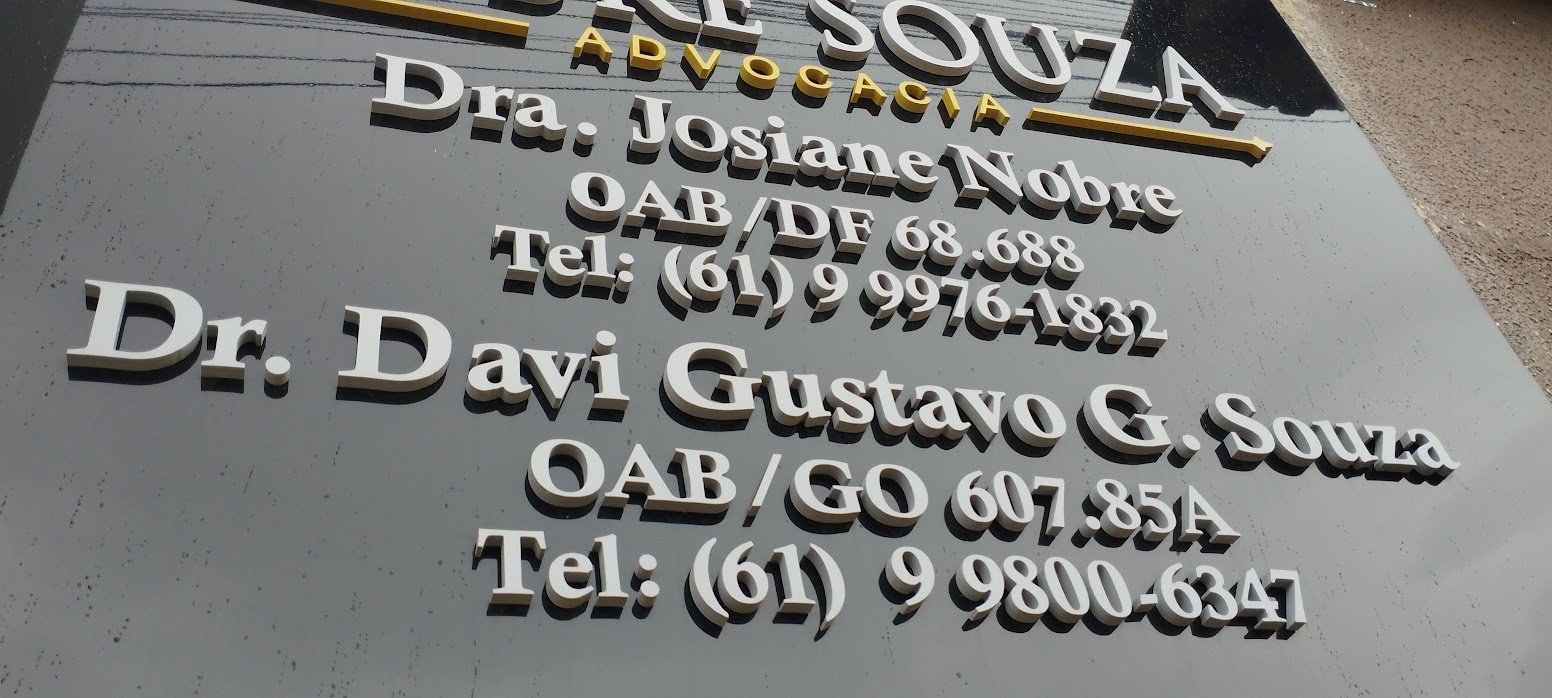 SOUZA
ADVOCACIA
Dra. Josiane Nobre
OAB/DF 68.688
Tel: (61) 9 9976-1832
Dr. Davi Gustavo G. Souza
OAB/GO 607.85A
Tel: (61) 9 9800-6347